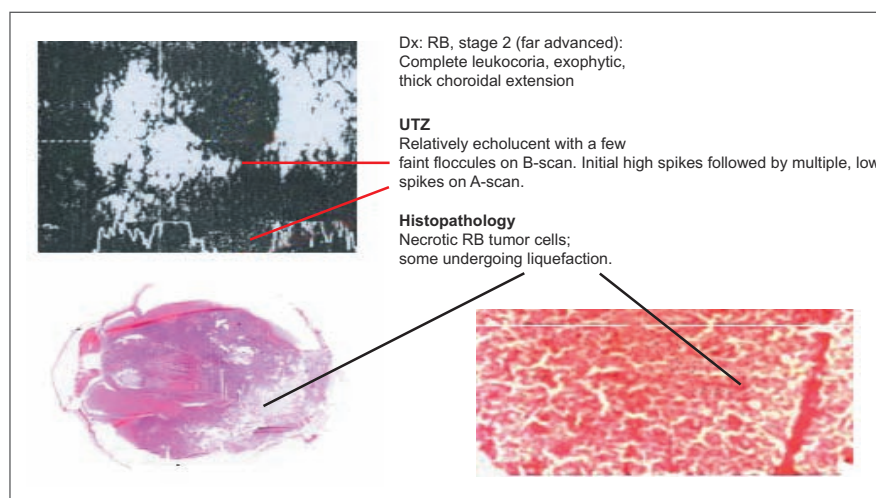 Dx: RB, stage 2 (far advanced):
Complete leukocoria, exophytic,
thick choroidal extension
UTZ
Relatively echolucent with a few
faint floccules on B-scan. Initial high spikes followed by multiple, low
spikes on A-scan.
Histopathology
Necrotic RB tumor cells;
some undergoing liquefaction.